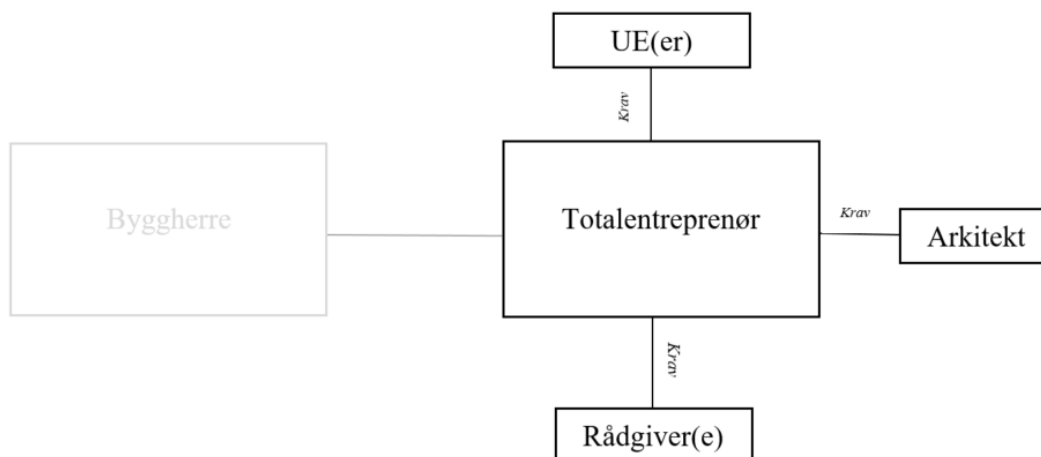 UE(er)
Krav
Byggherre
Totalentreprenør
Krav
Arkitekt
Krav
Rådgiver(e)